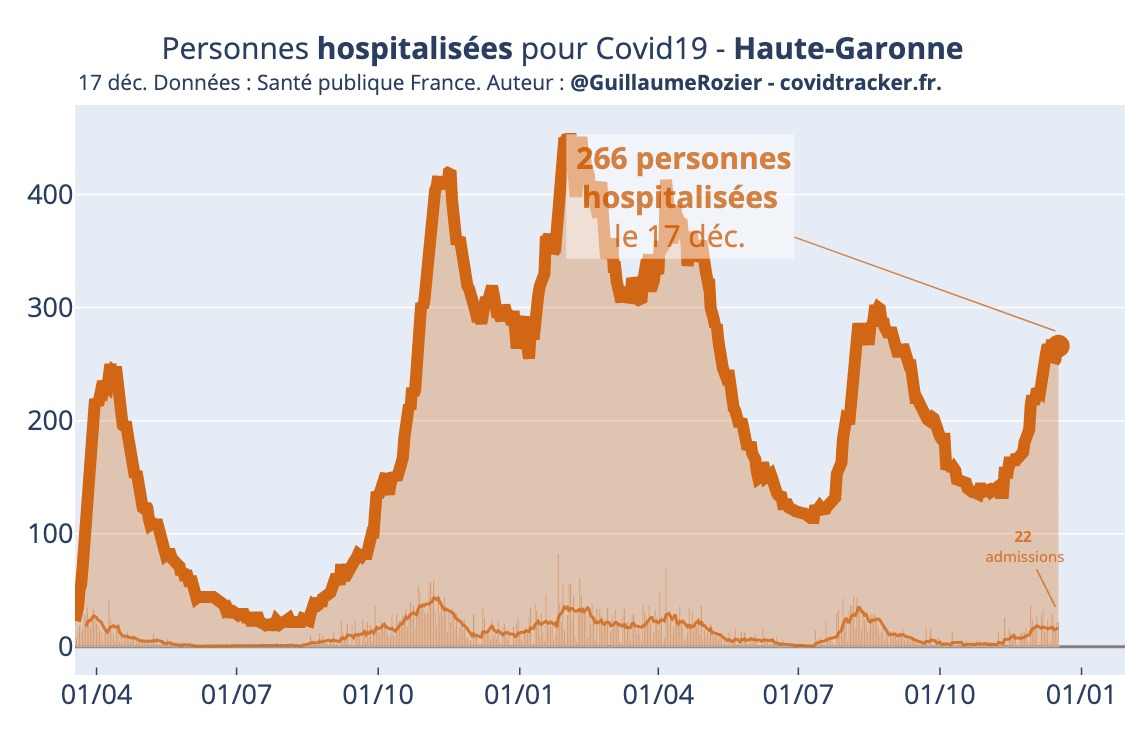 Personnes hospitalisées pour Covid19 - Haute-Garonne
17 déc. Données : Santé publique France. Auteur : @GuillaumeRozier - covidtracker.fr.
266 personnes
hospitalisées
le 17 déc.
400
300
200
100
0
22
admissions
01/04 01/07 01/10 01/01 01/04 01/07 01/10 01/01